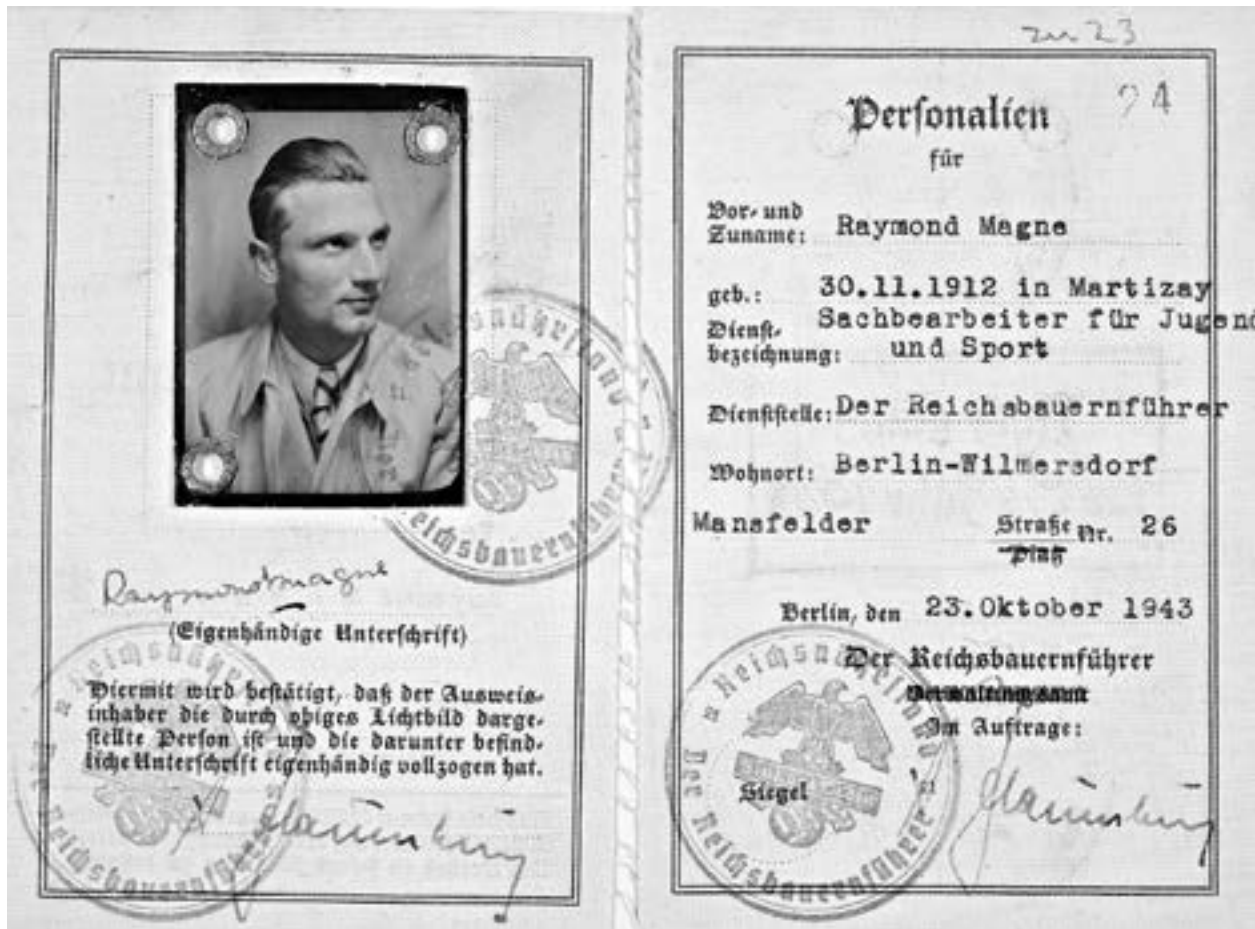 Raymond Magne
(Eigenhändige Unterschrift)
Hiermit wird bestätigt, daß der Ausweis-
inhaber die durch obiges Lichtbild darge-
stellte Person ist und die darunter befind-
liche Unterschrift eigenhändig vollzogen hat.
Reichsnährstand
Der Reichsbauernführer
zu 23
24
Personalien
für
Vor- und
Zuname: Raymond Magne
geb.: 30.11.1912 in Martizay
Dienst-
bezeichnung: Sachbearbeiter für Jugend
und Sport
Dienststelle: Der Reichsbauernführer
Wohnort: Berlin-Wilmersdorf
Mansfelder Straße Nr. 26
Platz
Berlin, den 23.Oktober 1943
Der Reichsbauernführer
Verwaltungsamt
Im Auftrage:
Siegel
Reichsnährstand
Der Reichsbauernführer